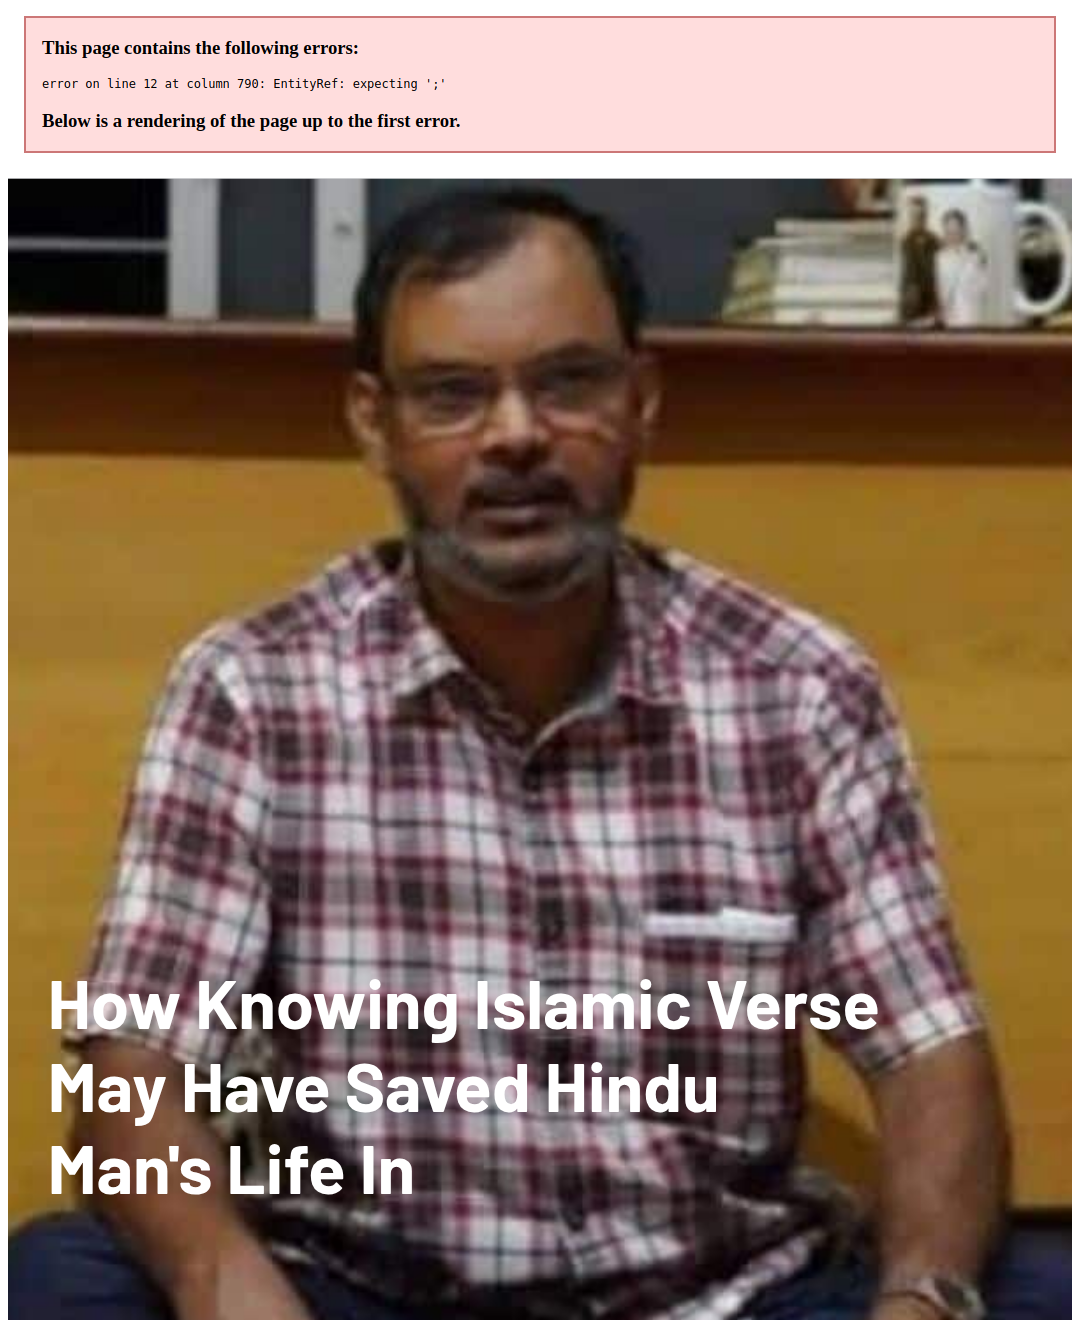 This page contains the following errors:
error on line 12 at column 790: EntityRef: expecting ';'
Below is a rendering of the page up to the first error.
How Knowing Islamic Verse
May Have Saved Hindu
Man's Life In